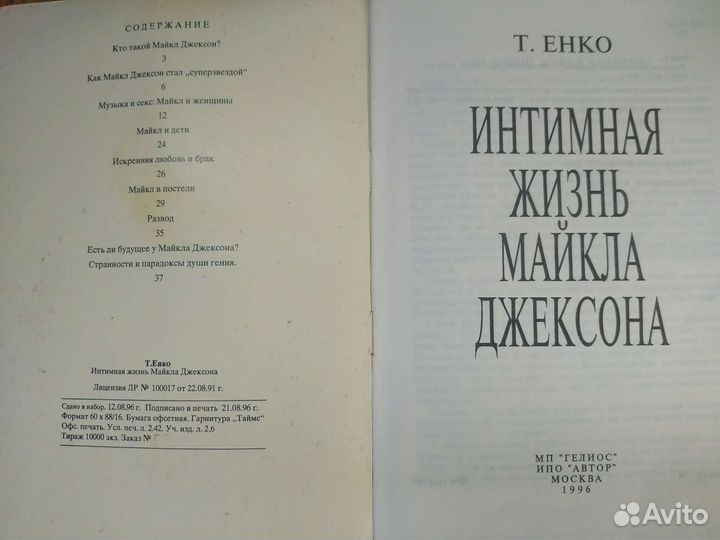 СОДЕРЖАНИЕ
Кто такой Майкл Джексон?
3
Как Майкл Джексон стал „суперзвездой“
6
Музыка и секс: Майкл и женщины
12
Майкл и дети
24
Искренняя любовь и брак
26
Майкл в постели
29
Развод
35
Есть ли будущее у Майкла Джексона?
Странности и парадоксы души гения.
37
Т.Енко
Интимная жизнь Майкла Джексона
Лицензия ЛР № 100017 от 22.08.91 г.
Сдано в набор. 12.08.96 г. Подписано в печать 21.08.96 г.
Формат 60 х 88/16. Бумага офсетная. Гарнитура „Таймс“
Офс. печать. Усл. печ л. 2.42. Уч. изд. л. 2,6
Тираж 10000 экз. Заказ №
Т. ЕНКО
ИНТИМНАЯ
ЖИЗНЬ
МАЙКЛА
ДЖЕКСОНА
МП "ГЕЛИОС"
ИПО "АВТОР"
МОСКВА
1996
Avito